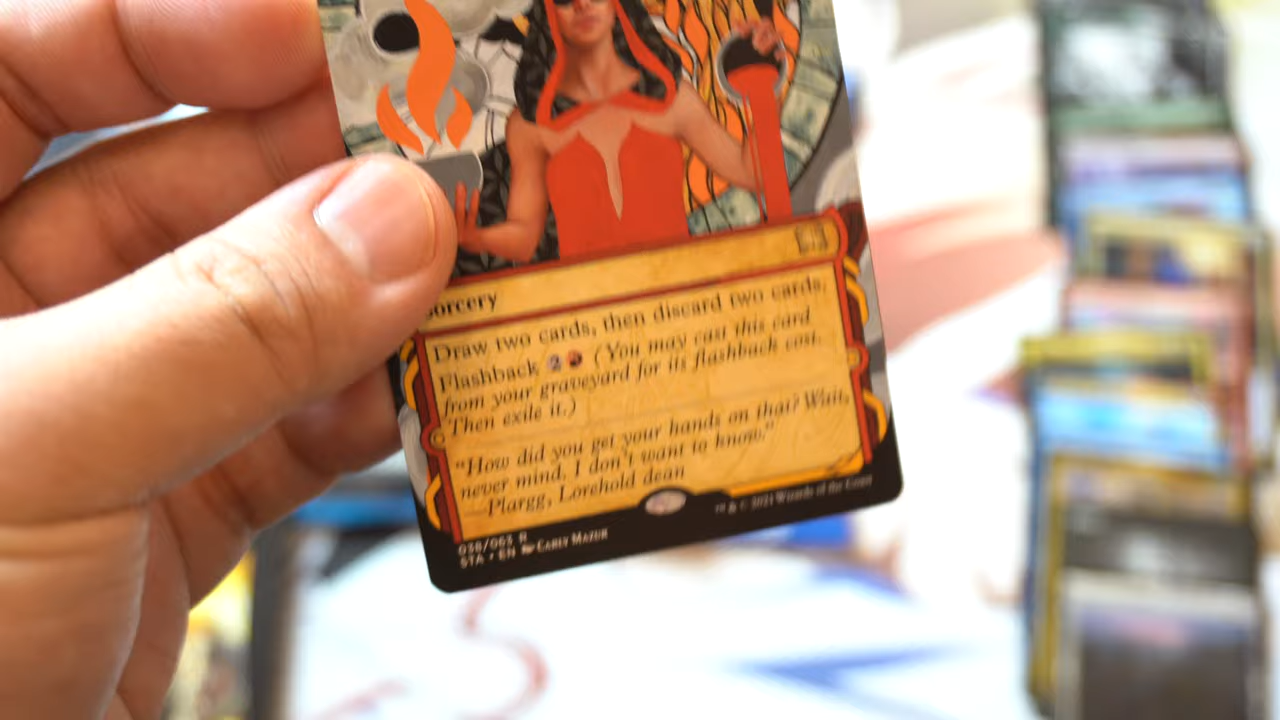 Sorcery
Draw two cards, then discard two cards.
Flashback 2 (You may cast this card
from your graveyard for its flashback cost.
Then exile it.)
"How did you get your hands on that? Wait,
never mind, I don't want to know."
—Plargg, Lorehold dean
038/063 R
STA • EN Carly Mazur
™ & © 2021 Wizards of the Coast